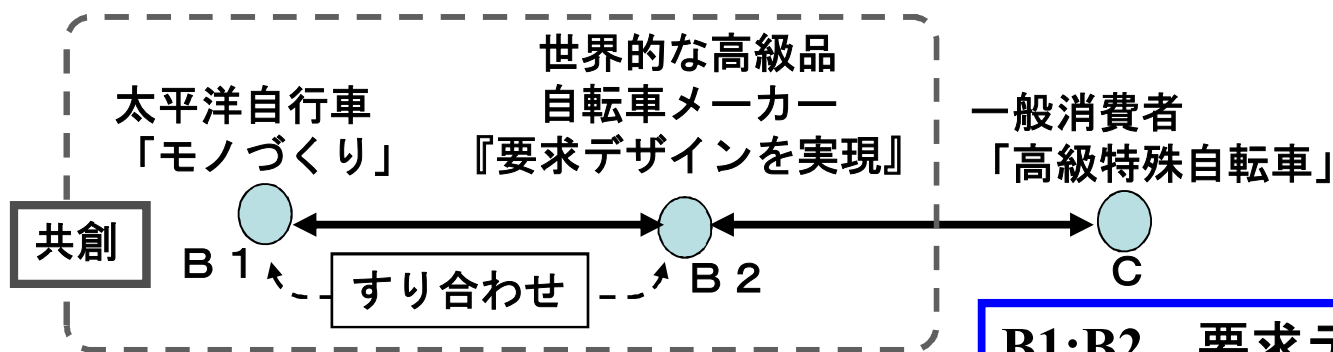 世界的な高級品
自転車メーカー
『要求デザインを実現』
太平洋自行車
「モノづくり」
一般消費者
「高級特殊自転車」
共創
B1
すり合わせ
B2
C
B1:B2 要求